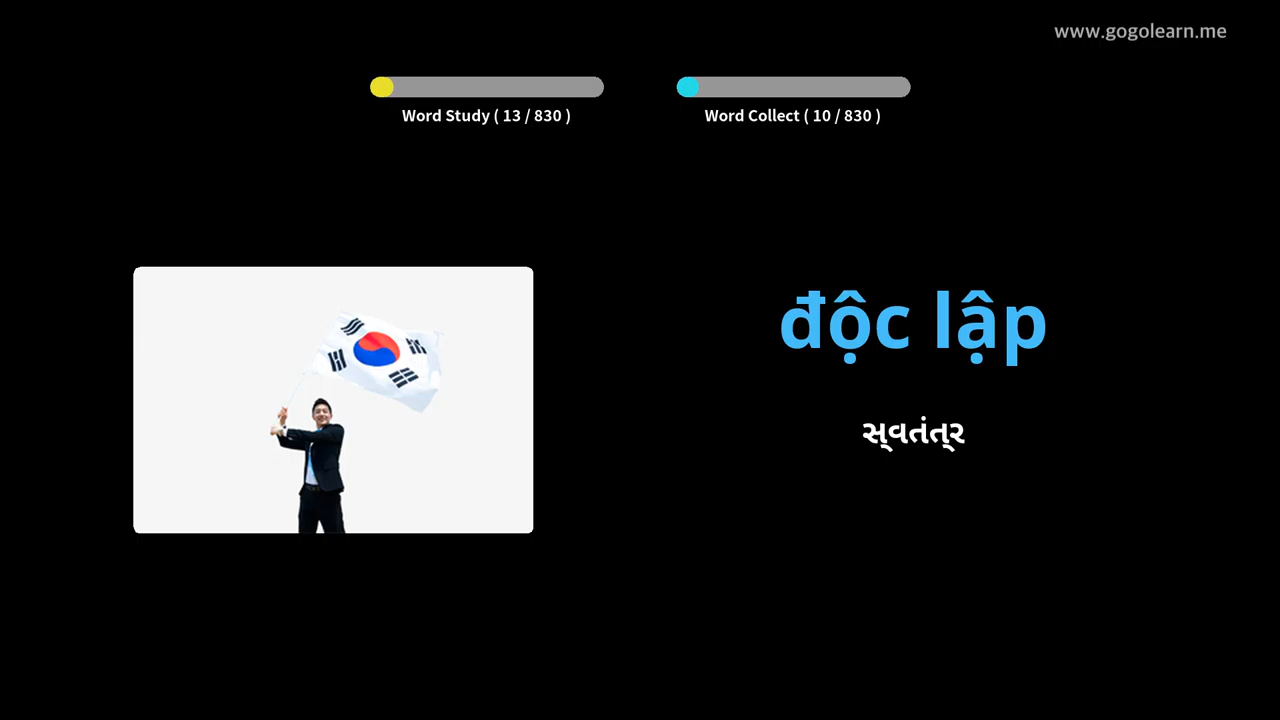 www.gogolearn.me
Word Study ( 13 / 830 )
Word Collect ( 10 / 830 )
độc lập
સ્વતંત્ર